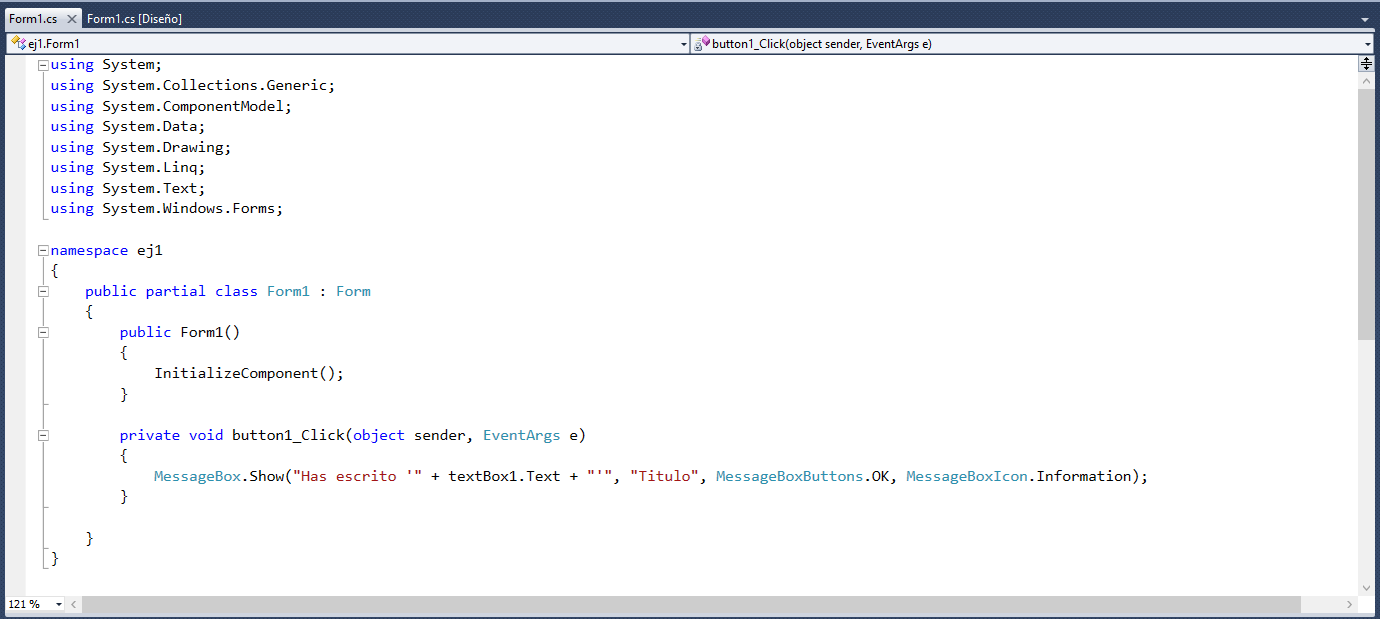 Form1.cs Form1.cs [Diseño]
ej1.Form1 button1_Click(object sender, EventArgs e)
using System;
using System.Collections.Generic;
using System.ComponentModel;
using System.Data;
using System.Drawing;
using System.Linq;
using System.Text;
using System.Windows.Forms;
namespace ej1
{
    public partial class Form1 : Form
    {
        public Form1()
        {
            InitializeComponent();
        }
        private void button1_Click(object sender, EventArgs e)
        {
            MessageBox.Show("Has escrito '" + textBox1.Text + "'", "Titulo", MessageBoxButtons.OK, MessageBoxIcon.Information);
        }
    }
}
121 %